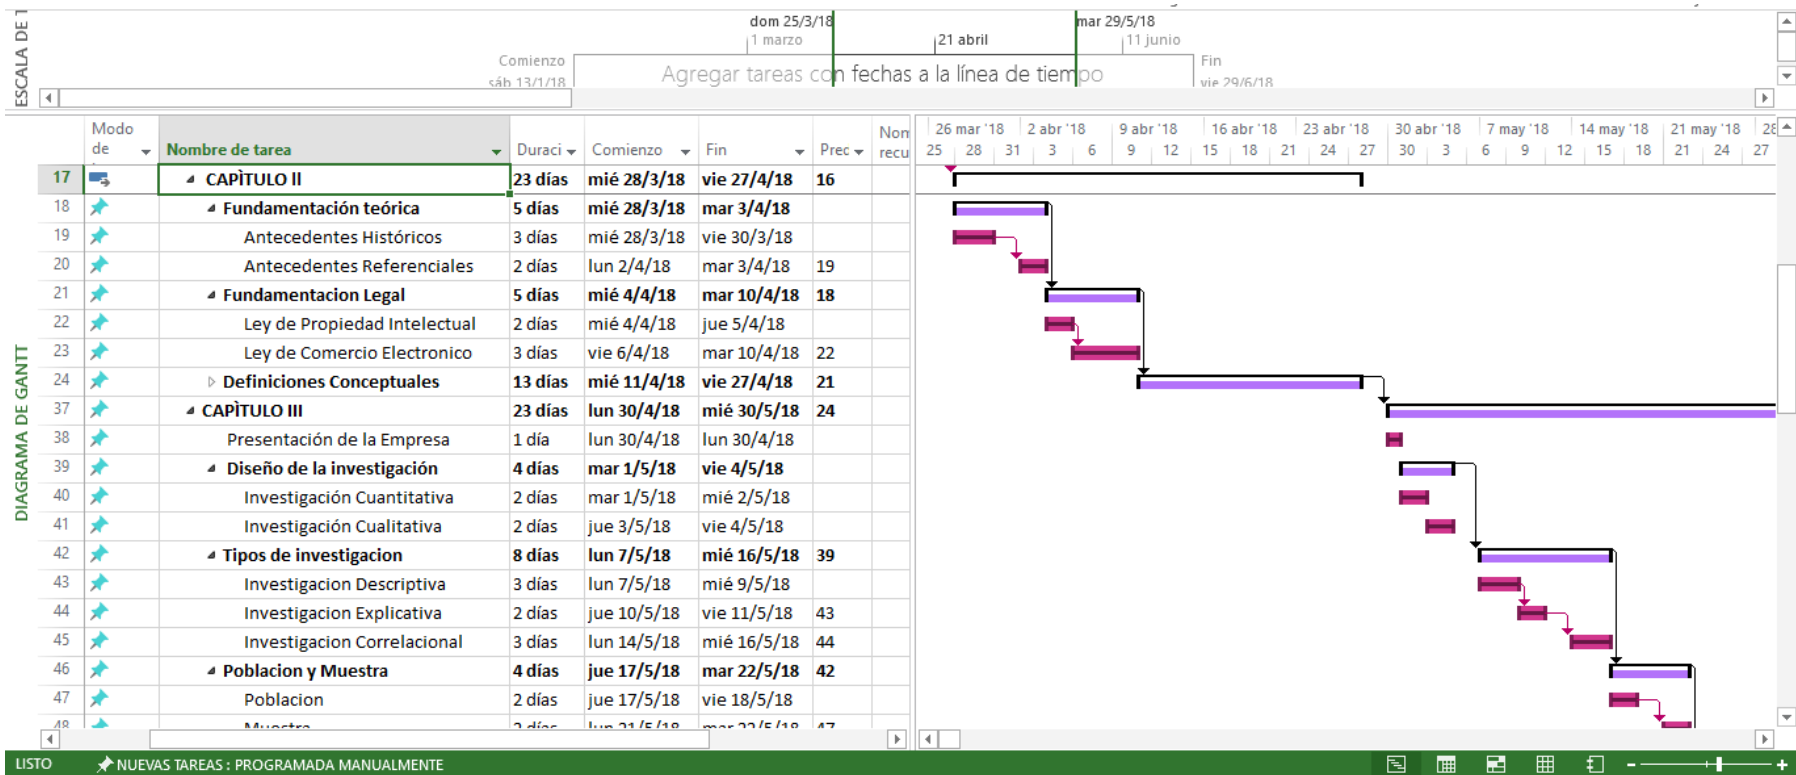 ESCALA DE T
dom 25/3/18 mar 29/5/18
1 marzo 21 abril 11 junio
Comienzo Fin
sáb 13/1/18 Agregar tareas con fechas a la línea de tiempo vie 29/6/18
DIAGRAMA DE GANTT
Modo de Nombre de tarea Duraci Comienzo Fin Prec Nom recu
26 mar '18 2 abr '18 9 abr '18 16 abr '18 23 abr '18 30 abr '18 7 may '18 14 may '18 21 may '18 28
25 28 31 3 6 9 12 15 18 21 24 27 30 3 6 9 12 15 18 21 24 27
17 CAPÌTULO ll 23 días mié 28/3/18 vie 27/4/18 16
18 Fundamentación teórica 5 días mié 28/3/18 mar 3/4/18
19 Antecedentes Históricos 3 días mié 28/3/18 vie 30/3/18
20 Antecedentes Referenciales 2 días lun 2/4/18 mar 3/4/18 19
21 Fundamentacion Legal 5 días mié 4/4/18 mar 10/4/18 18
22 Ley de Propiedad Intelectual 2 días mié 4/4/18 jue 5/4/18
23 Ley de Comercio Electronico 3 días vie 6/4/18 mar 10/4/18 22
24 Definiciones Conceptuales 13 días mié 11/4/18 vie 27/4/18 21
37 CAPÌTULO III 23 días lun 30/4/18 mié 30/5/18 24
38 Presentación de la Empresa 1 día lun 30/4/18 lun 30/4/18
39 Diseño de la investigación 4 días mar 1/5/18 vie 4/5/18
40 Investigación Cuantitativa 2 días mar 1/5/18 mié 2/5/18
41 Investigación Cualitativa 2 días jue 3/5/18 vie 4/5/18
42 Tipos de investigacion 8 días lun 7/5/18 mié 16/5/18 39
43 Investigacion Descriptiva 3 días lun 7/5/18 mié 9/5/18
44 Investigacion Explicativa 2 días jue 10/5/18 vie 11/5/18 43
45 Investigacion Correlacional 3 días lun 14/5/18 mié 16/5/18 44
46 Poblacion y Muestra 4 días jue 17/5/18 mar 22/5/18 42
47 Poblacion 2 días jue 17/5/18 vie 18/5/18
48 Muestra 2 días lun 21/5/18 mar 22/5/18 47
LISTO NUEVAS TAREAS : PROGRAMADA MANUALMENTE